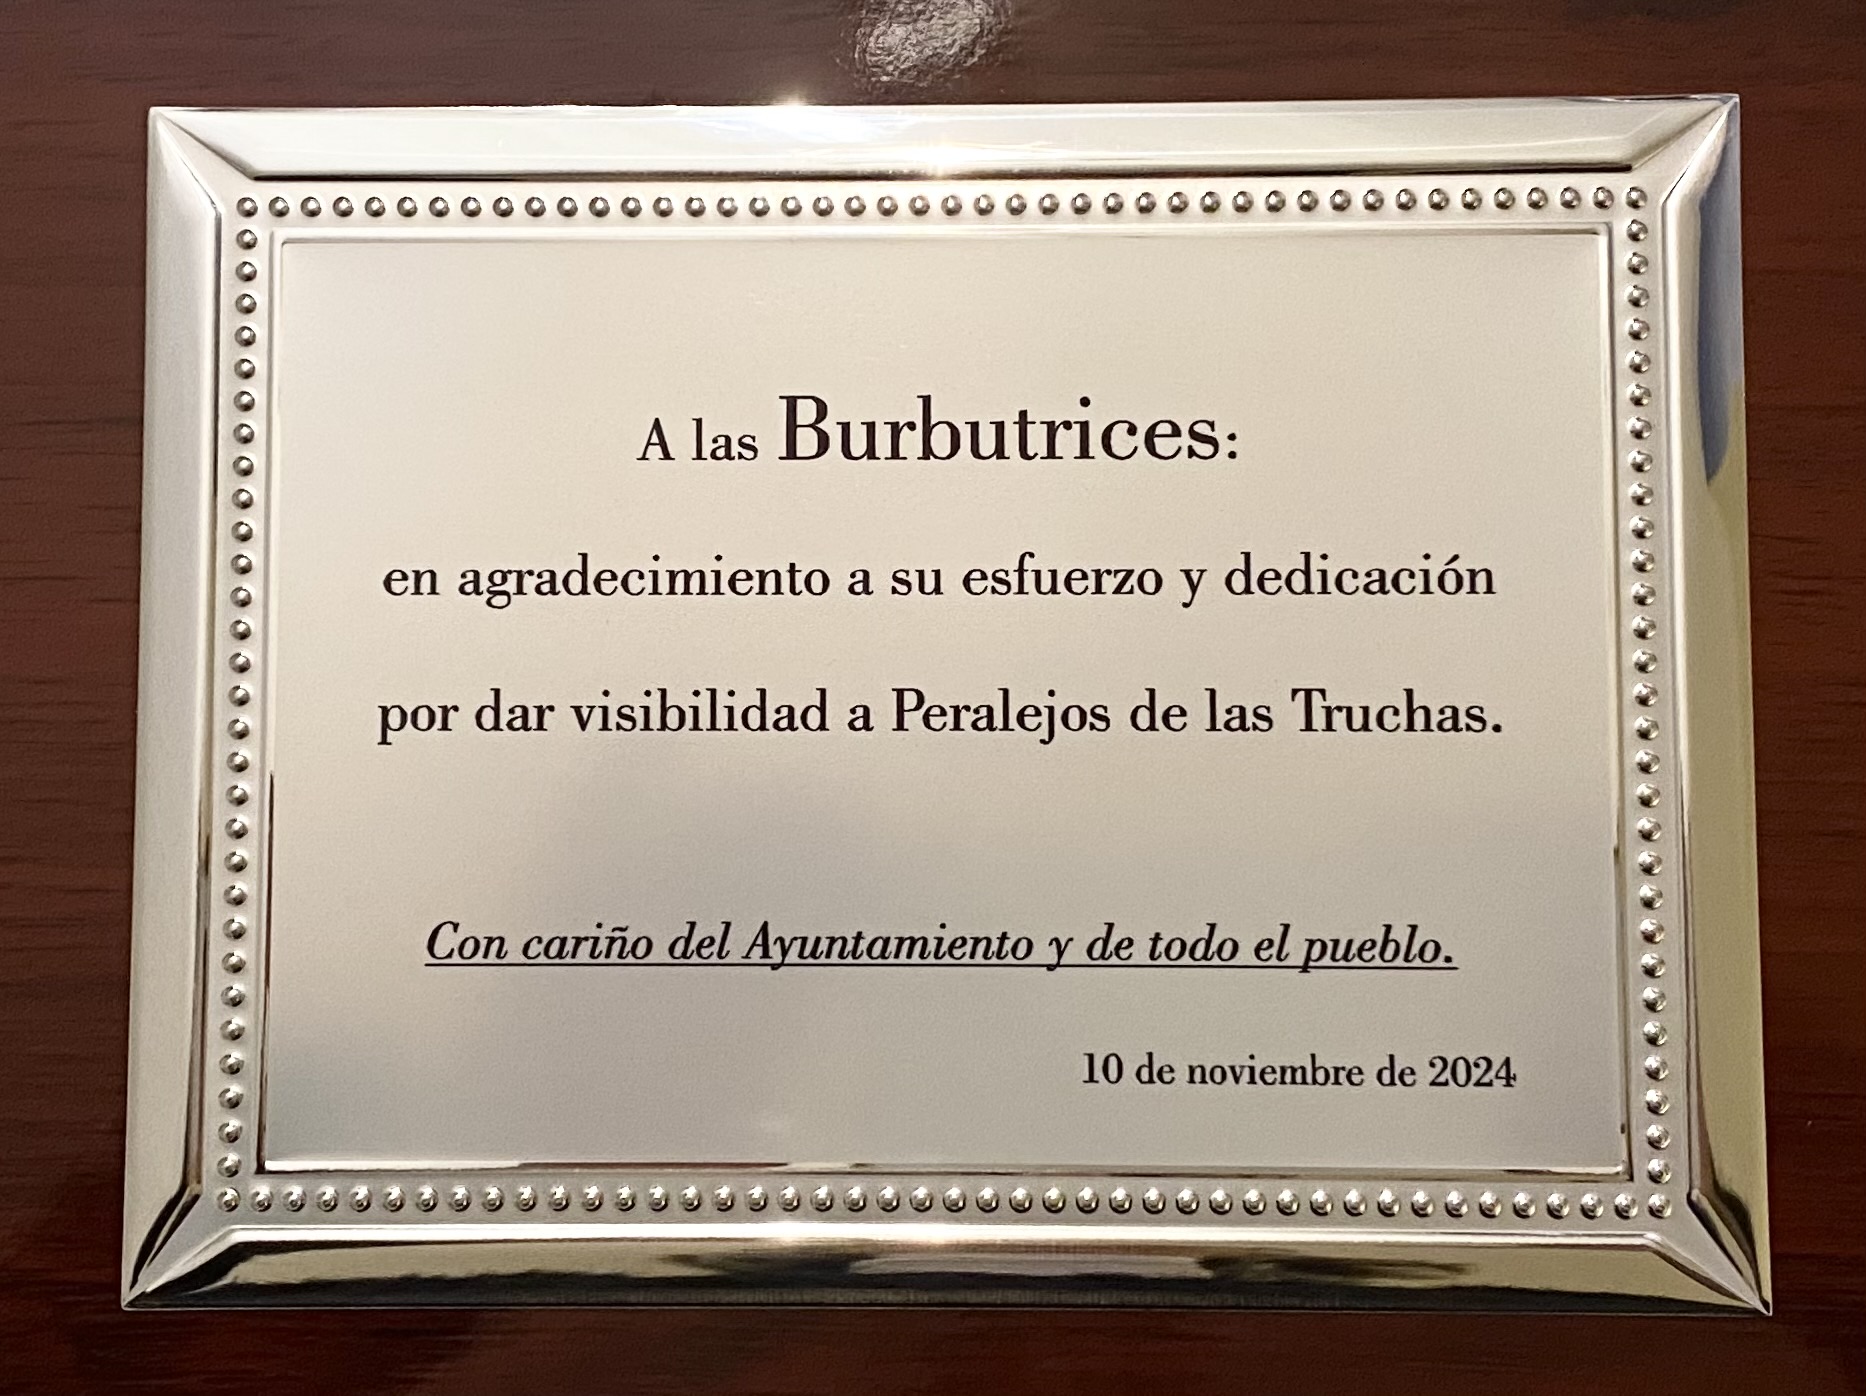 A las Burbutrices:
en agradecimiento a su esfuerzo y dedicación
por dar visibilidad a Peralejos de las Truchas.
Con cariño del Ayuntamiento y de todo el pueblo.
10 de noviembre de 2024